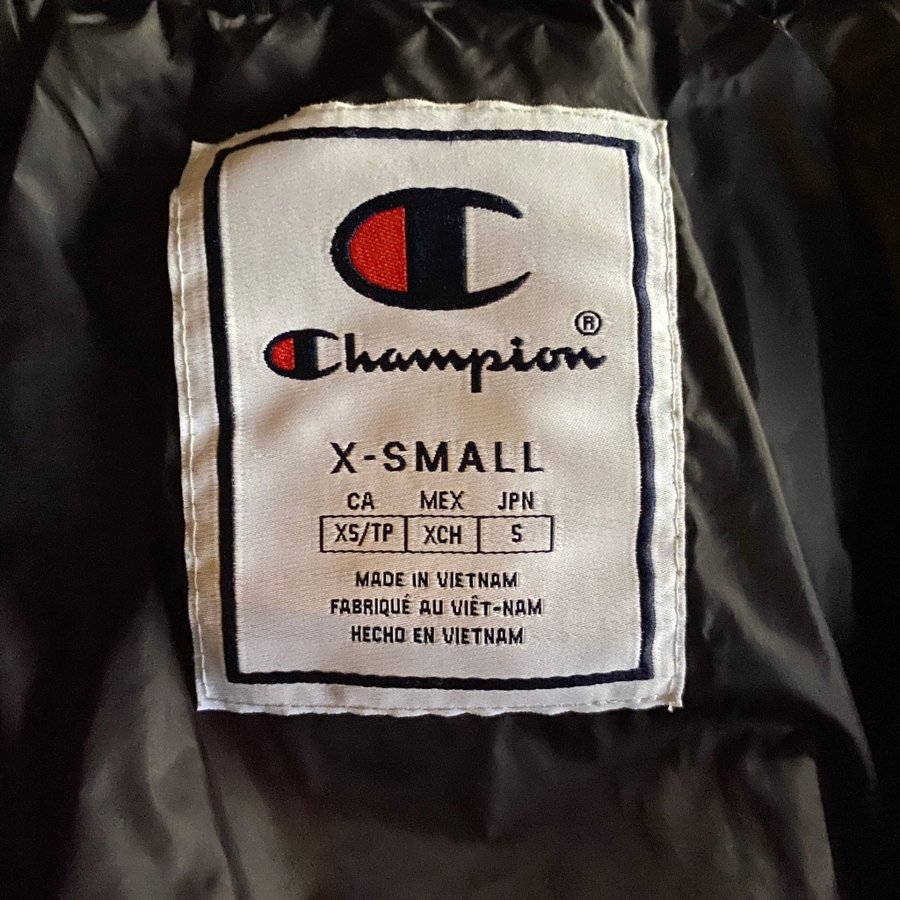 Champion®
X-SMALL
CA MEX JPN
XS/TP XCH S
MADE IN VIETNAM
FABRIQUÉ AU VIÊT-NAM
HECHO EN VIETNAM